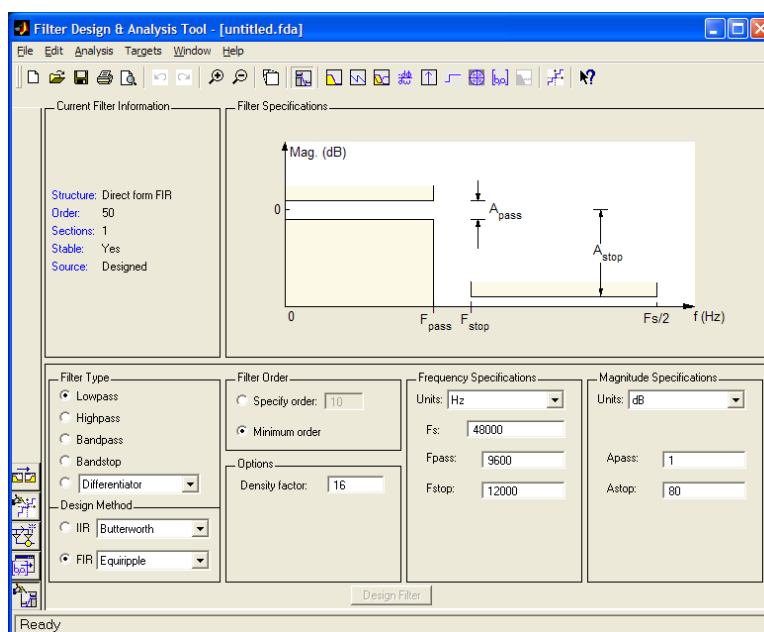 Filter Design & Analysis Tool - [untitled.fda]
File Edit Analysis Targets Window Help
Current Filter Information
Structure: Direct form FIR
Order: 50
Sections: 1
Stable: Yes
Source: Designed
Filter Specifications
Mag. (dB)
0
A pass
A stop
0
F pass
F stop
Fs/2
f (Hz)
Filter Type
Lowpass
Highpass
Bandpass
Bandstop
Differentiator
Design Method
IIR Butterworth
FIR Equiripple
Filter Order
Specify order: 10
Minimum order
Options
Density factor: 16
Frequency Specifications
Units: Hz
Fs: 48000
Fpass: 9600
Fstop: 12000
Magnitude Specifications
Units: dB
Apass: 1
Astop: 80
Design Filter
Ready